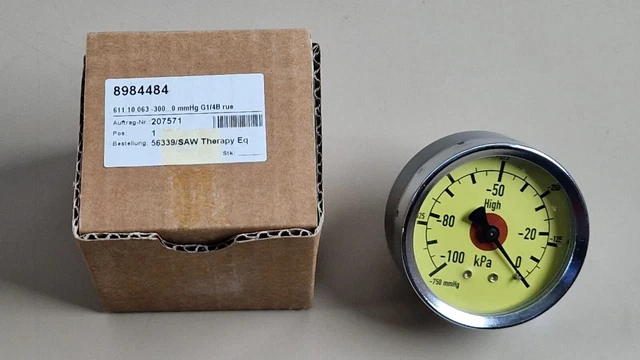 8984484
611.10.063 -300...0 mmHg G1/4B rue
Auftrag-Nr. 207571
Pos. 1
Bestellung. 56339/SAW Therapy Eq
Stk.
-50
High
-80
-20
-100 kPa 0
-750 mmHg